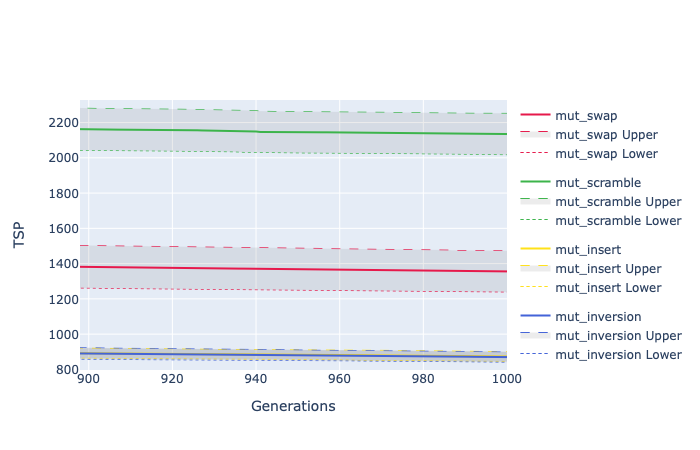 2200
2000
1800
1600
1400
1200
1000
800
TSP
900
920
940
960
980
1000
Generations
mut_swap
mut_swap Upper
mut_swap Lower
mut_scramble
mut_scramble Upper
mut_scramble Lower
mut_insert
mut_insert Upper
mut_insert Lower
mut_inversion
mut_inversion Upper
mut_inversion Lower